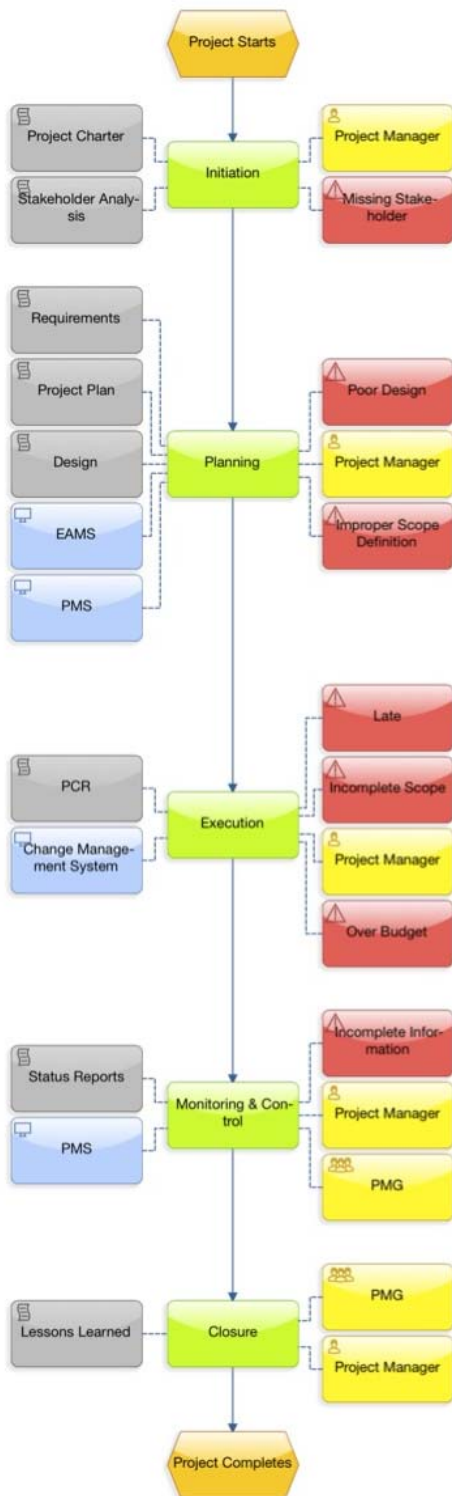 Project Starts
Project Charter
Project Manager
Initiation
Stakeholder Analy-
sis
Missing Stake-
holder
Requirements
Project Plan
Poor Design
Design
Planning
Project Manager
EAMS
Improper Scope
Definition
PMS
Late
PCR
Incomplete Scope
Execution
Change Manage-
ment System
Project Manager
Over Budget
Incomplete Infor-
mation
Status Reports
Monitoring & Con-
trol
Project Manager
PMS
PMG
PMG
Lessons Learned
Closure
Project Manager
Project Completes